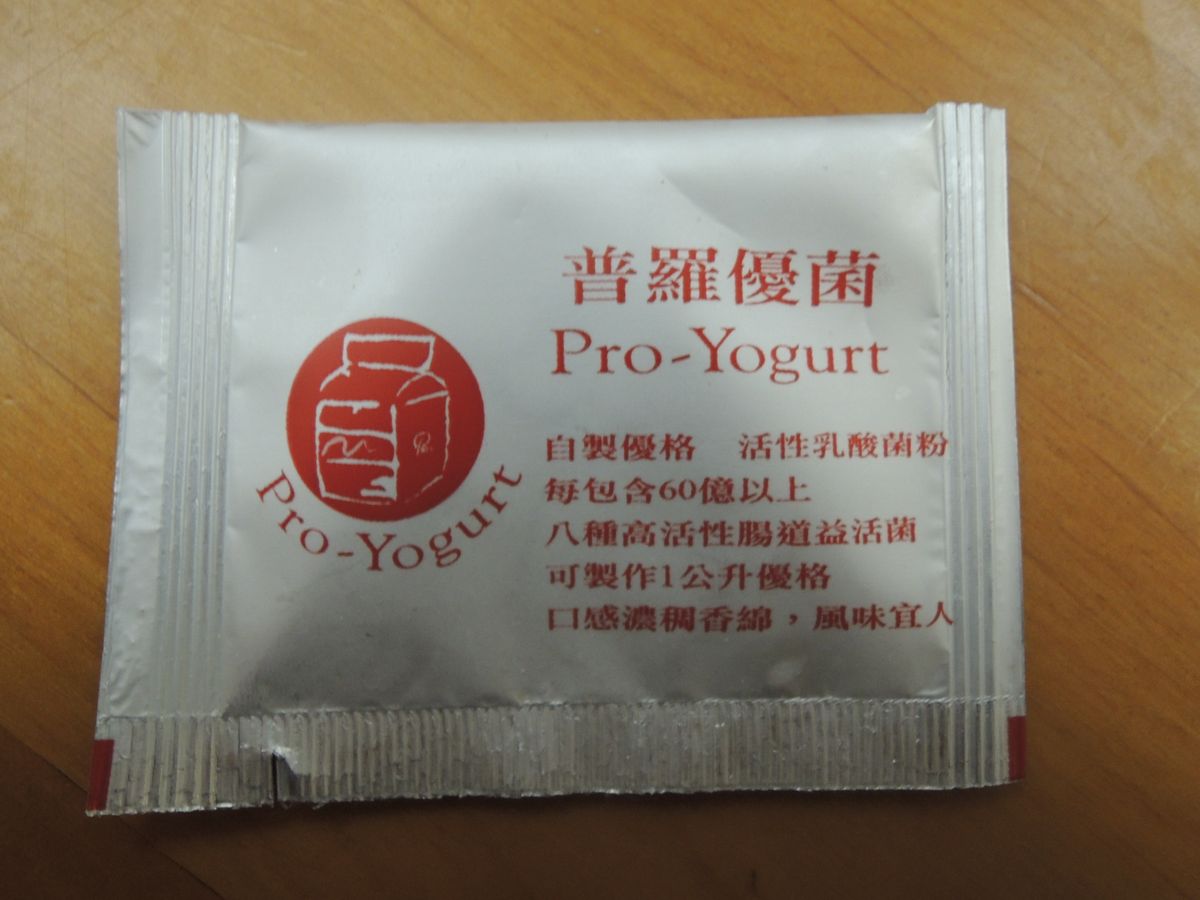 普羅優菌
Pro-Yogurt
Pro-Yogurt
自製優格　活性乳酸菌粉
每包含60億以上
八種高活性腸道益活菌
可製作1公升優格
口感濃稠香綿，風味宜人